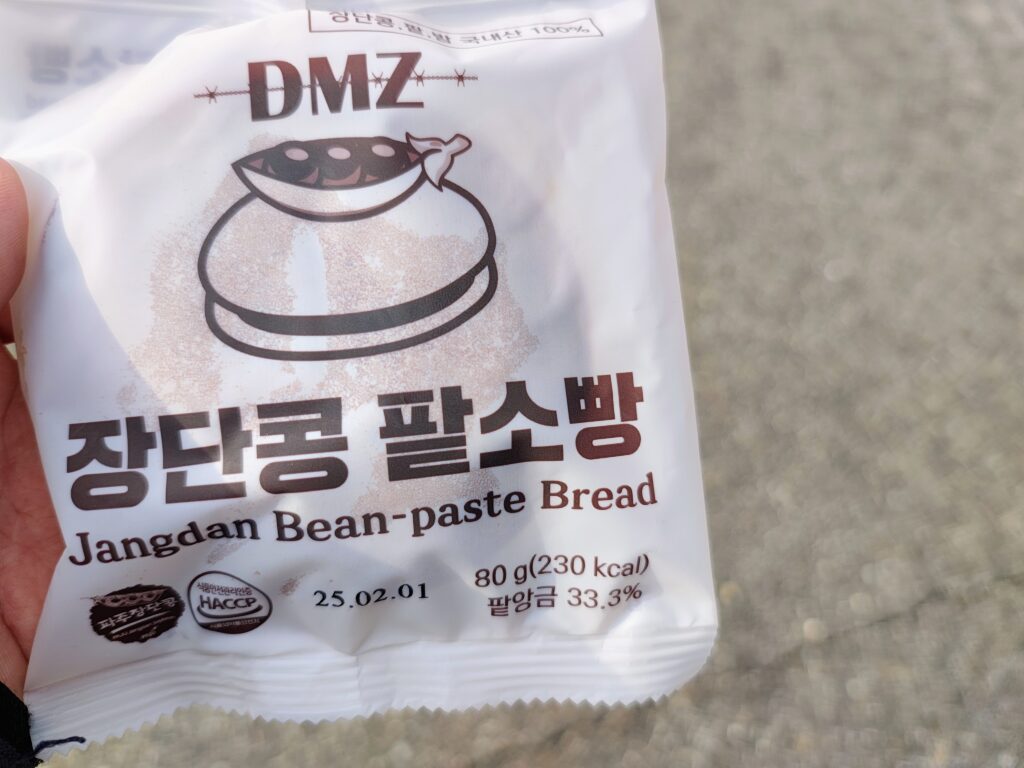 장단콩.팥.밤 국내산 100%
DMZ
장단콩 팥소빵
Jangdan Bean-paste Bread
파주장단콩
HACCP
25.02.01
80 g(230 kcal)
팥앙금 33.3%